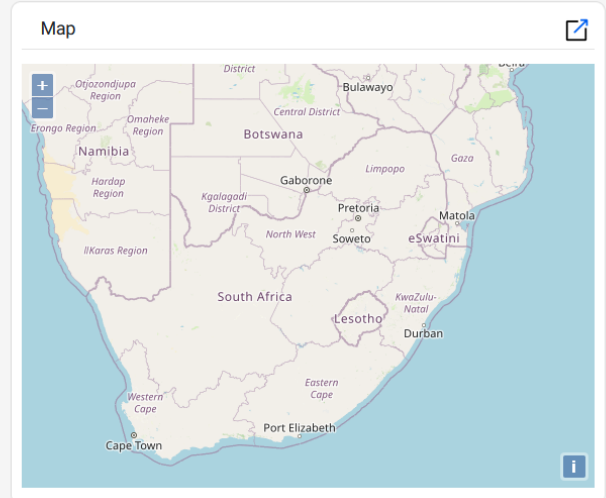 Map
+
–
District
Beira
Otjozondjupa
Region
Bulawayo
Central District
Omaheke
Region
Erongo Region
Botswana
Namibia
Gaza
Limpopo
Hardap
Region
Gaborone
Kgalagadi
District
Pretoria
Matola
North West
Soweto
eSwatini
ǁKaras Region
South Africa
KwaZulu-
Natal
Lesotho
Durban
Eastern
Cape
Western
Cape
Port Elizabeth
Cape Town
i